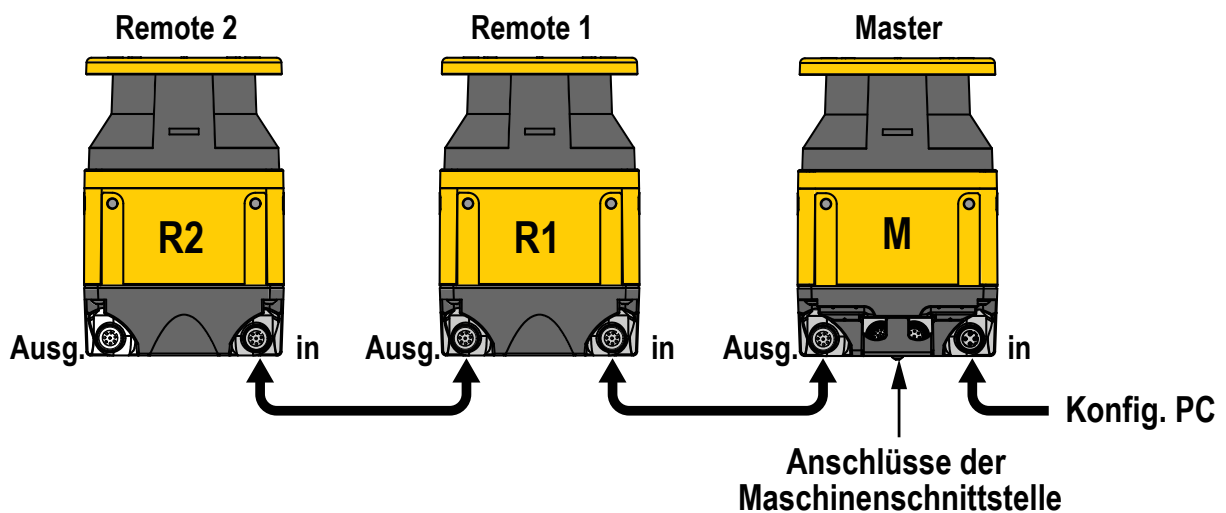 Remote 2
Remote 1
Master
R2
R1
M
Ausg.
in
Ausg.
in
Ausg.
in
Konfig. PC
Anschlüsse der
Maschinenschnittstelle